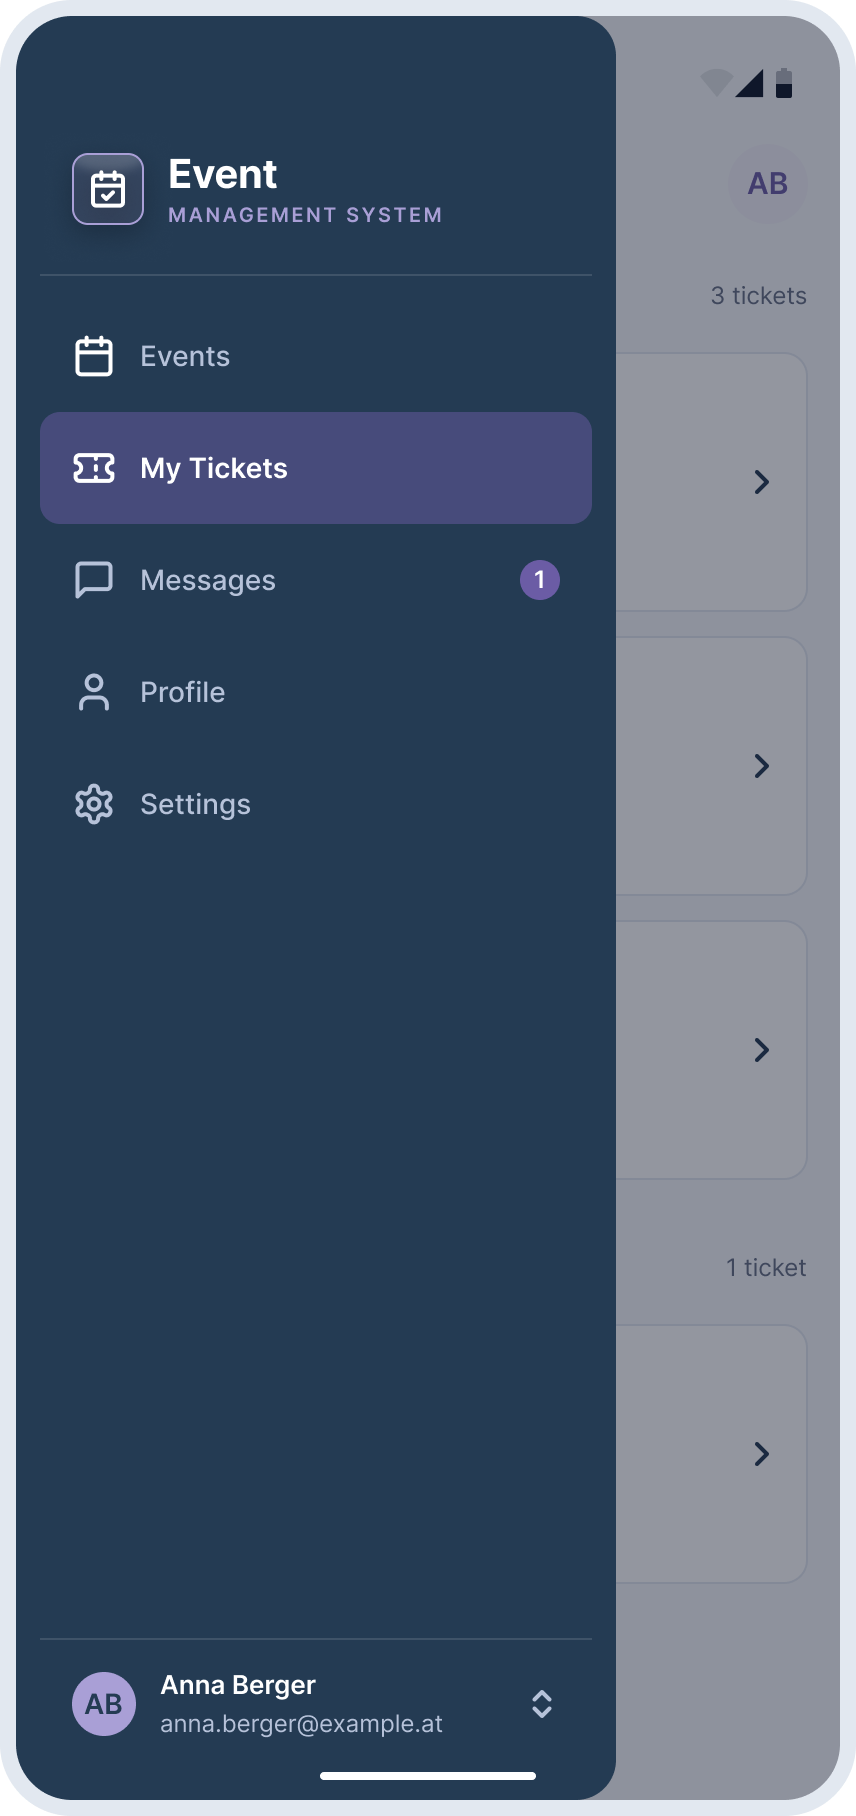 Event
MANAGEMENT SYSTEM
AB
3 tickets
Events
My Tickets
Messages
1
Profile
Settings
1 ticket
AB
Anna Berger
anna.berger@example.at